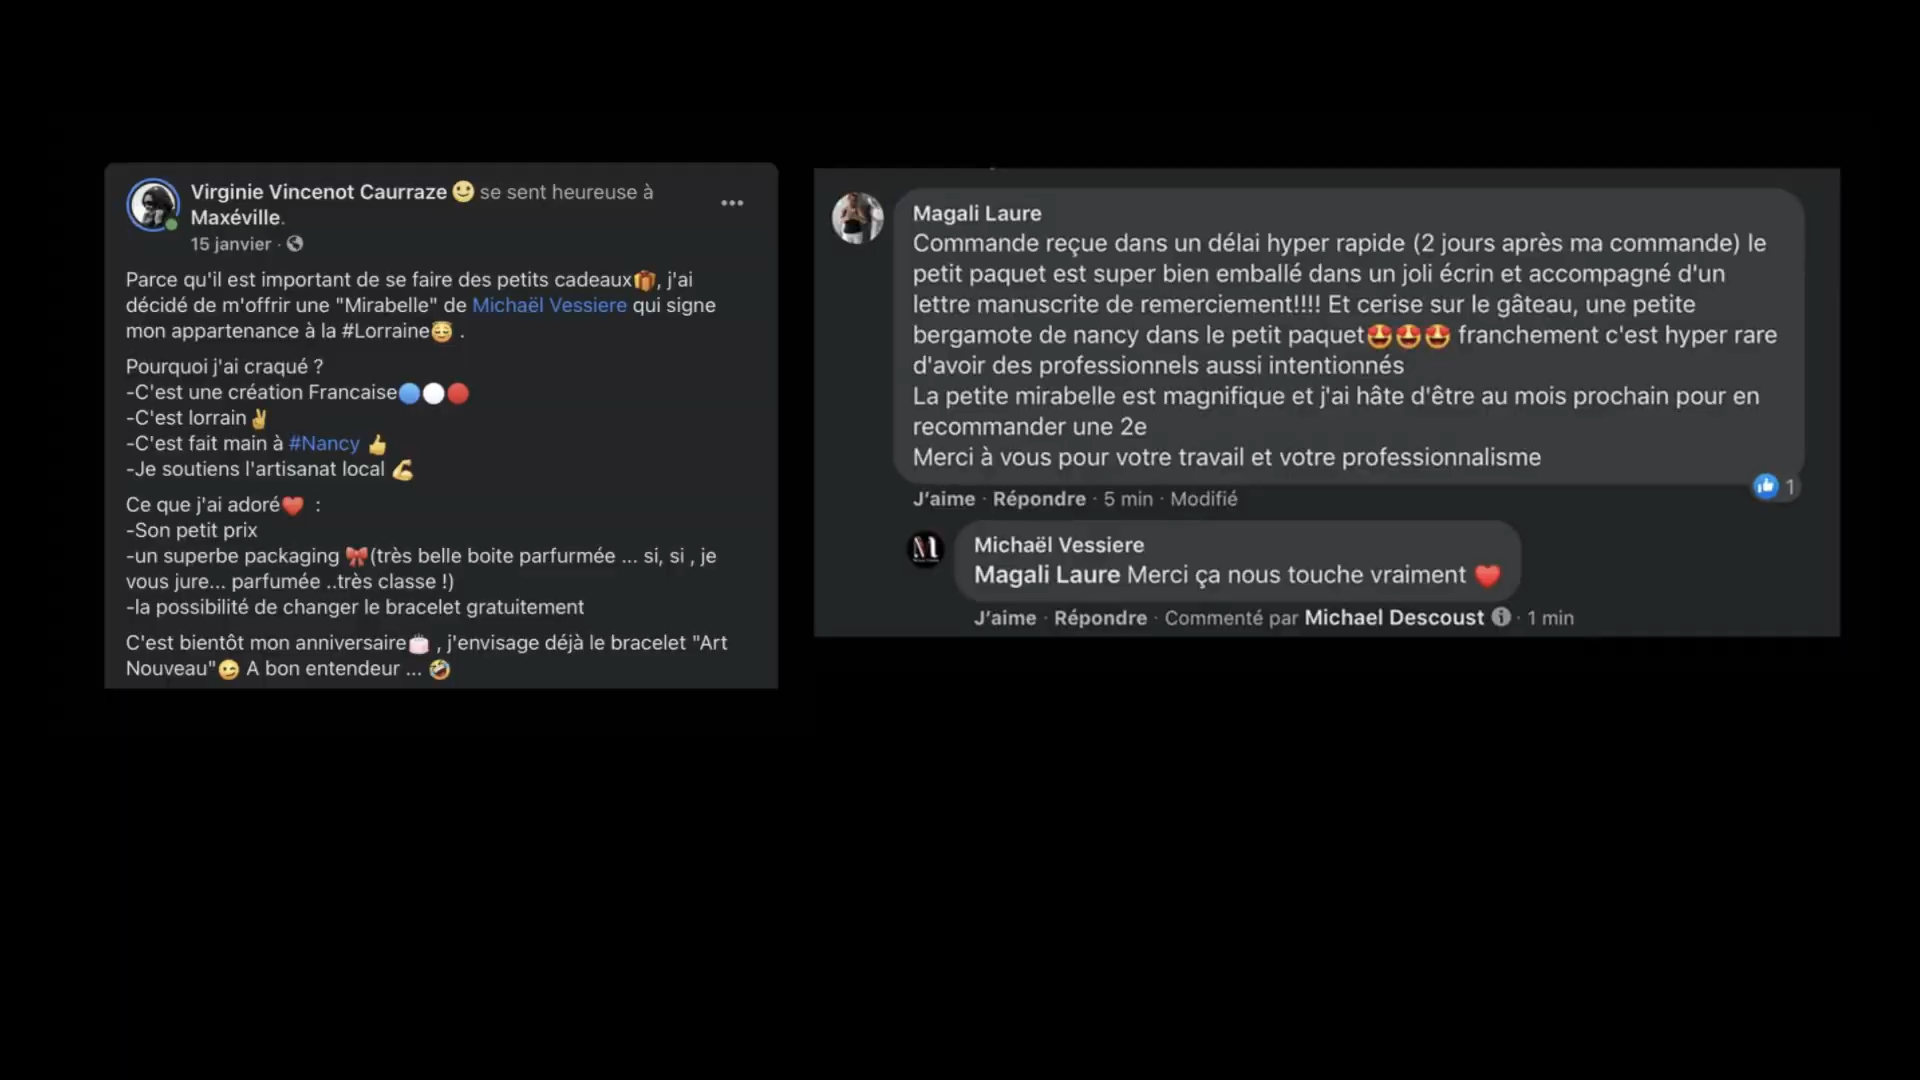 Virginie Vincenot Caurraze 🙂 se sent heureuse à
Maxéville.
15 janvier ·
Parce qu'il est important de se faire des petits cadeaux🎁, j'ai
décidé de m'offrir une "Mirabelle" de Michaël Vessiere qui signe
mon appartenance à la #Lorraine😇 .
Pourquoi j'ai craqué ?
-C'est une création Francaise🔵⚪🔴
-C'est lorrain✌️
-C'est fait main à #Nancy 👍
-Je soutiens l'artisanat local 💪
Ce que j'ai adoré❤️ :
-Son petit prix
-un superbe packaging 🎀(très belle boite parfurmée ... si, si , je
vous jure... parfumée ..très classe !)
-la possibilité de changer le bracelet gratuitement
C'est bientôt mon anniversaire🎂 , j'envisage déjà le bracelet "Art
Nouveau"😉 A bon entendeur ... 🤣
Magali Laure
Commande reçue dans un délai hyper rapide (2 jours après ma commande) le
petit paquet est super bien emballé dans un joli écrin et accompagné d'un
lettre manuscrite de remerciement!!!! Et cerise sur le gâteau, une petite
bergamote de nancy dans le petit paquet🤩🤩🤩 franchement c'est hyper rare
d'avoir des professionnels aussi intentionnés
La petite mirabelle est magnifique et j'ai hâte d'être au mois prochain pour en
recommander une 2e
Merci à vous pour votre travail et votre professionnalisme
👍 1
J'aime · Répondre · 5 min · Modifié
Michaël Vessiere
Magali Laure Merci ça nous touche vraiment ❤️
J'aime · Répondre · Commenté par Michael Descoust · 1 min